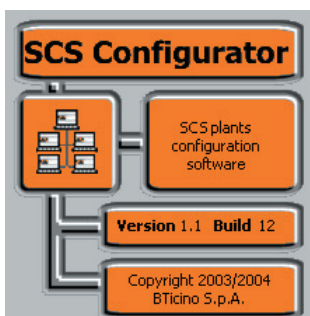 SCS Configurator
SCS plants
configuration
software
Version 1.1 Build 12
Copyright 2003/2004
BTicino S.p.A.